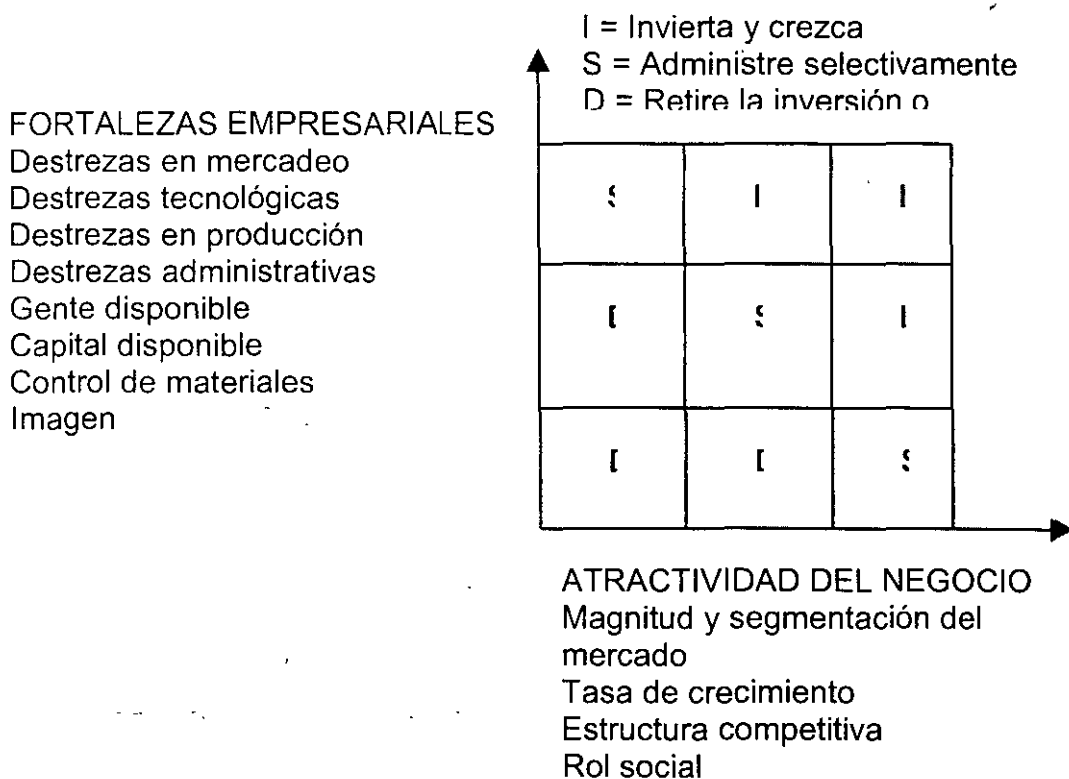 I = Invierta y crezca
S = Administre selectivamente
D = Retire la inversión o
FORTALEZAS EMPRESARIALES
Destrezas en mercadeo
Destrezas tecnológicas
Destrezas en producción
Destrezas administrativas
Gente disponible
Capital disponible
Control de materiales
Imagen
I I
I
ATRACTIVIDAD DEL NEGOCIO
Magnitud y segmentación del
mercado
Tasa de crecimiento
Estructura competitiva
Rol social